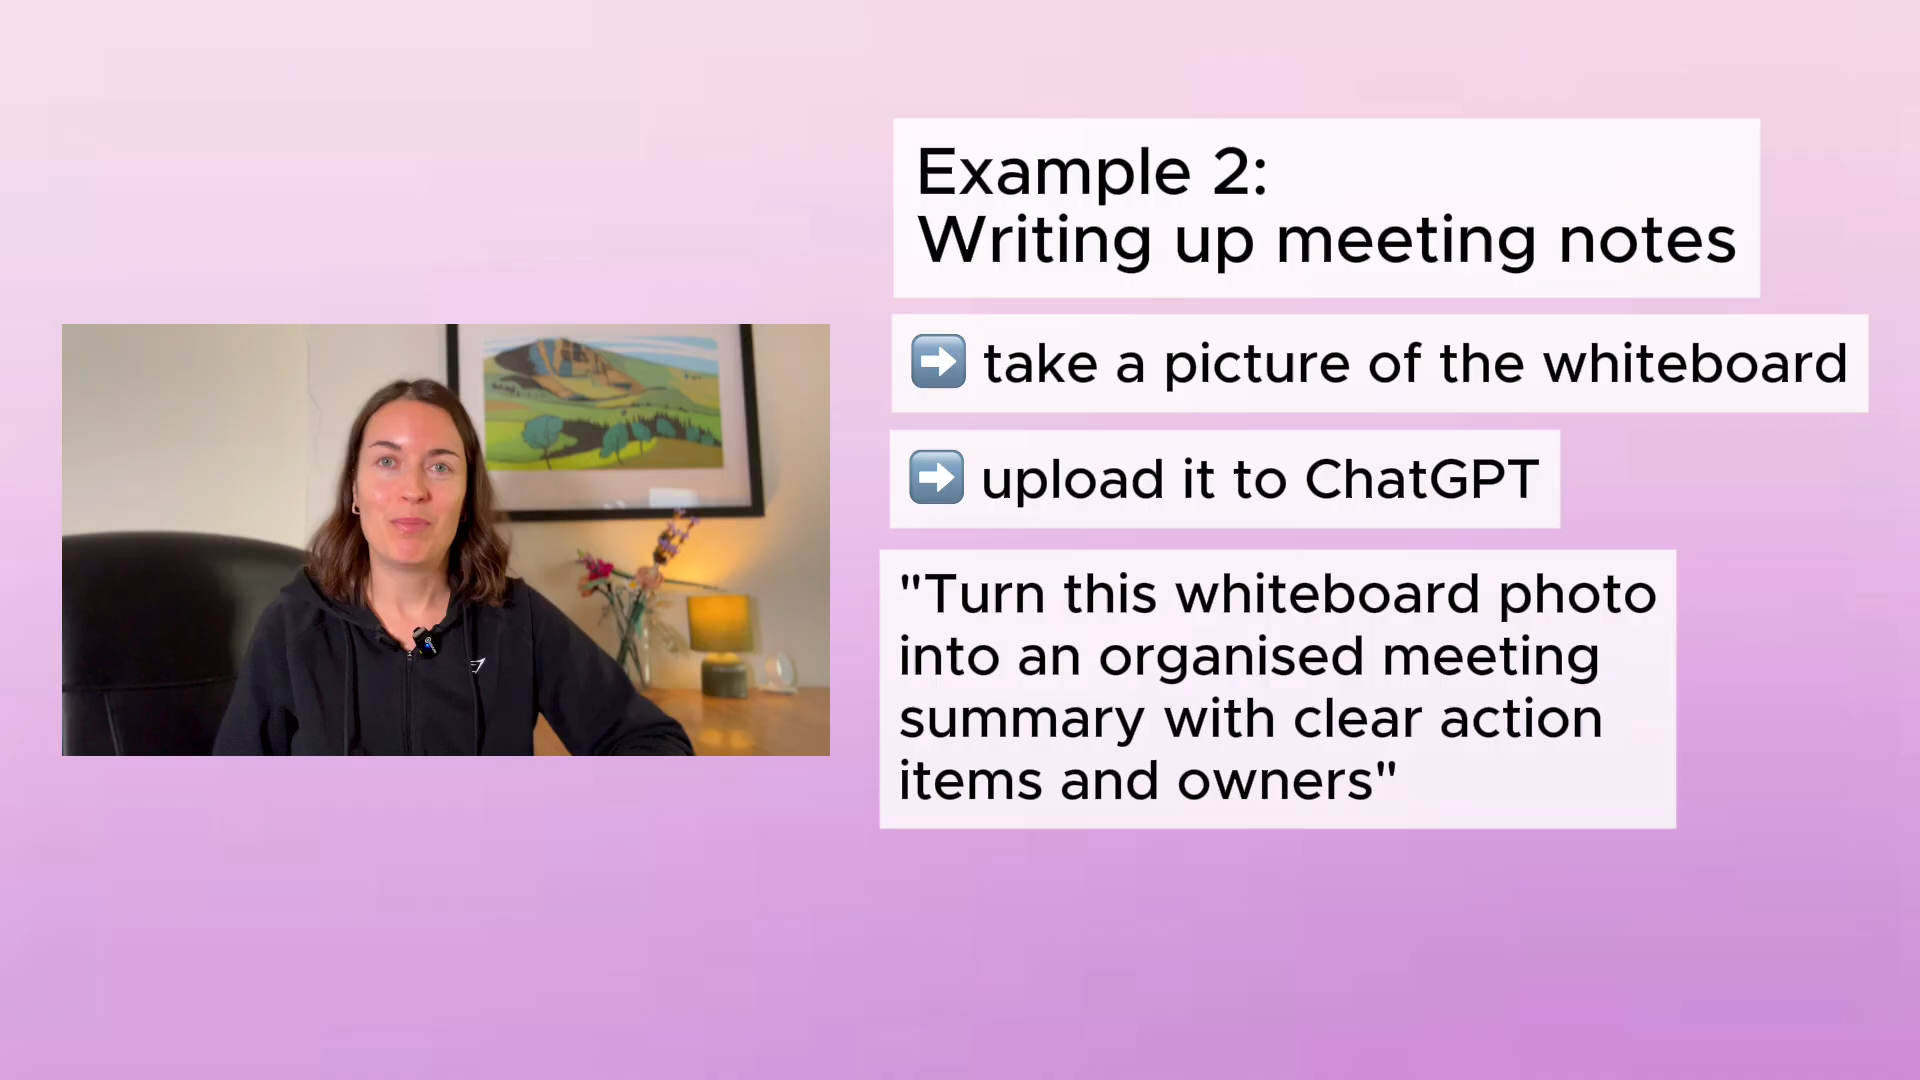 Example 2:
Writing up meeting notes
➡️ take a picture of the whiteboard
➡️ upload it to ChatGPT
"Turn this whiteboard photo
into an organised meeting
summary with clear action
items and owners"